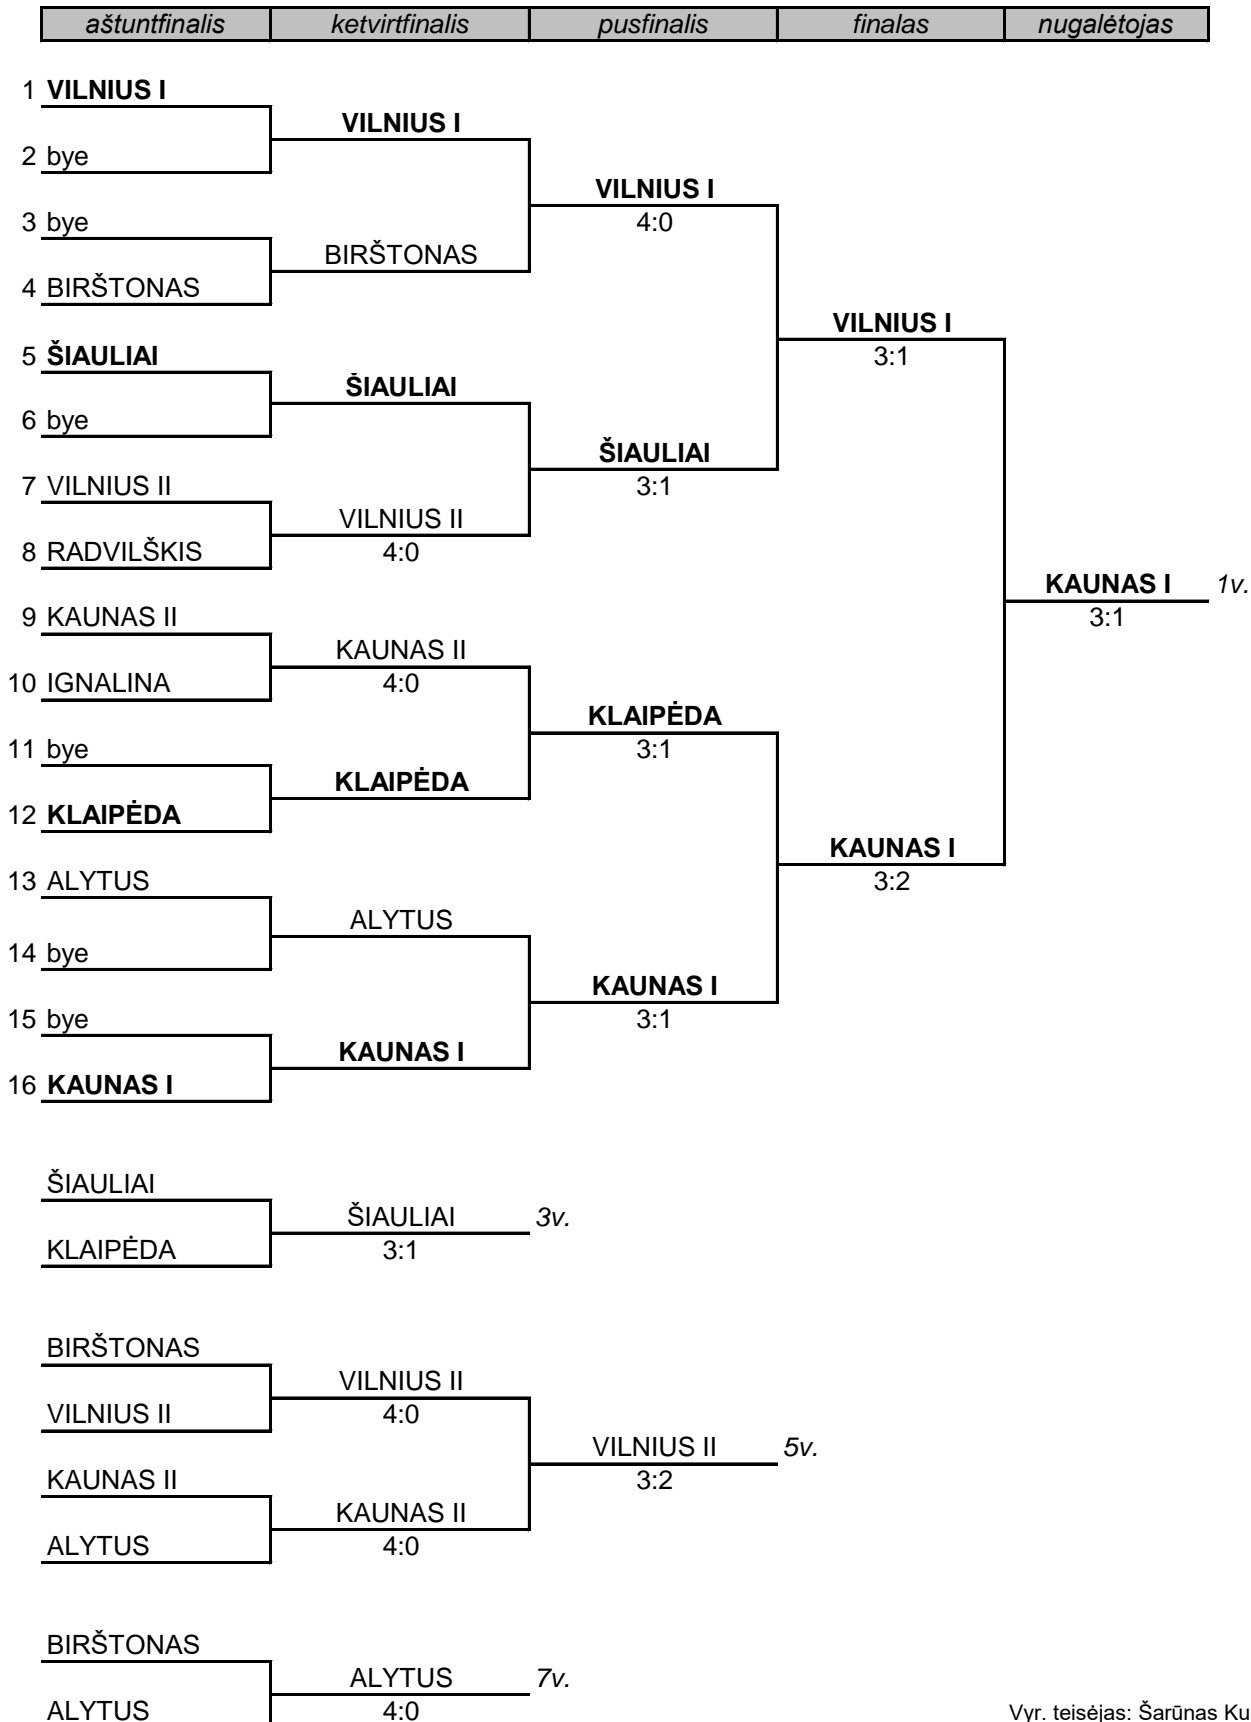 aštuntfinalis ketvirtfinalis pusfinalis finalas nugalėtojas
1 VILNIUS I
VILNIUS I
2 bye
VILNIUS I
3 bye
4:0
BIRŠTONAS
4 BIRŠTONAS
VILNIUS I
5 ŠIAULIAI
3:1
ŠIAULIAI
6 bye
ŠIAULIAI
7 VILNIUS II
3:1
VILNIUS II
8 RADVILŠKIS
4:0
KAUNAS I 1v.
9 KAUNAS II
3:1
KAUNAS II
10 IGNALINA
4:0
KLAIPĖDA
11 bye
3:1
KLAIPĖDA
12 KLAIPĖDA
KAUNAS I
13 ALYTUS
3:2
ALYTUS
14 bye
KAUNAS I
15 bye
3:1
KAUNAS I
16 KAUNAS I
ŠIAULIAI
ŠIAULIAI 3v.
KLAIPĖDA
3:1
BIRŠTONAS
VILNIUS II
VILNIUS II
4:0
VILNIUS II 5v.
KAUNAS II
3:2
KAUNAS II
ALYTUS
4:0
BIRŠTONAS
ALYTUS 7v.
ALYTUS
4:0
Vyr. teisėjas: Šarūnas Ku